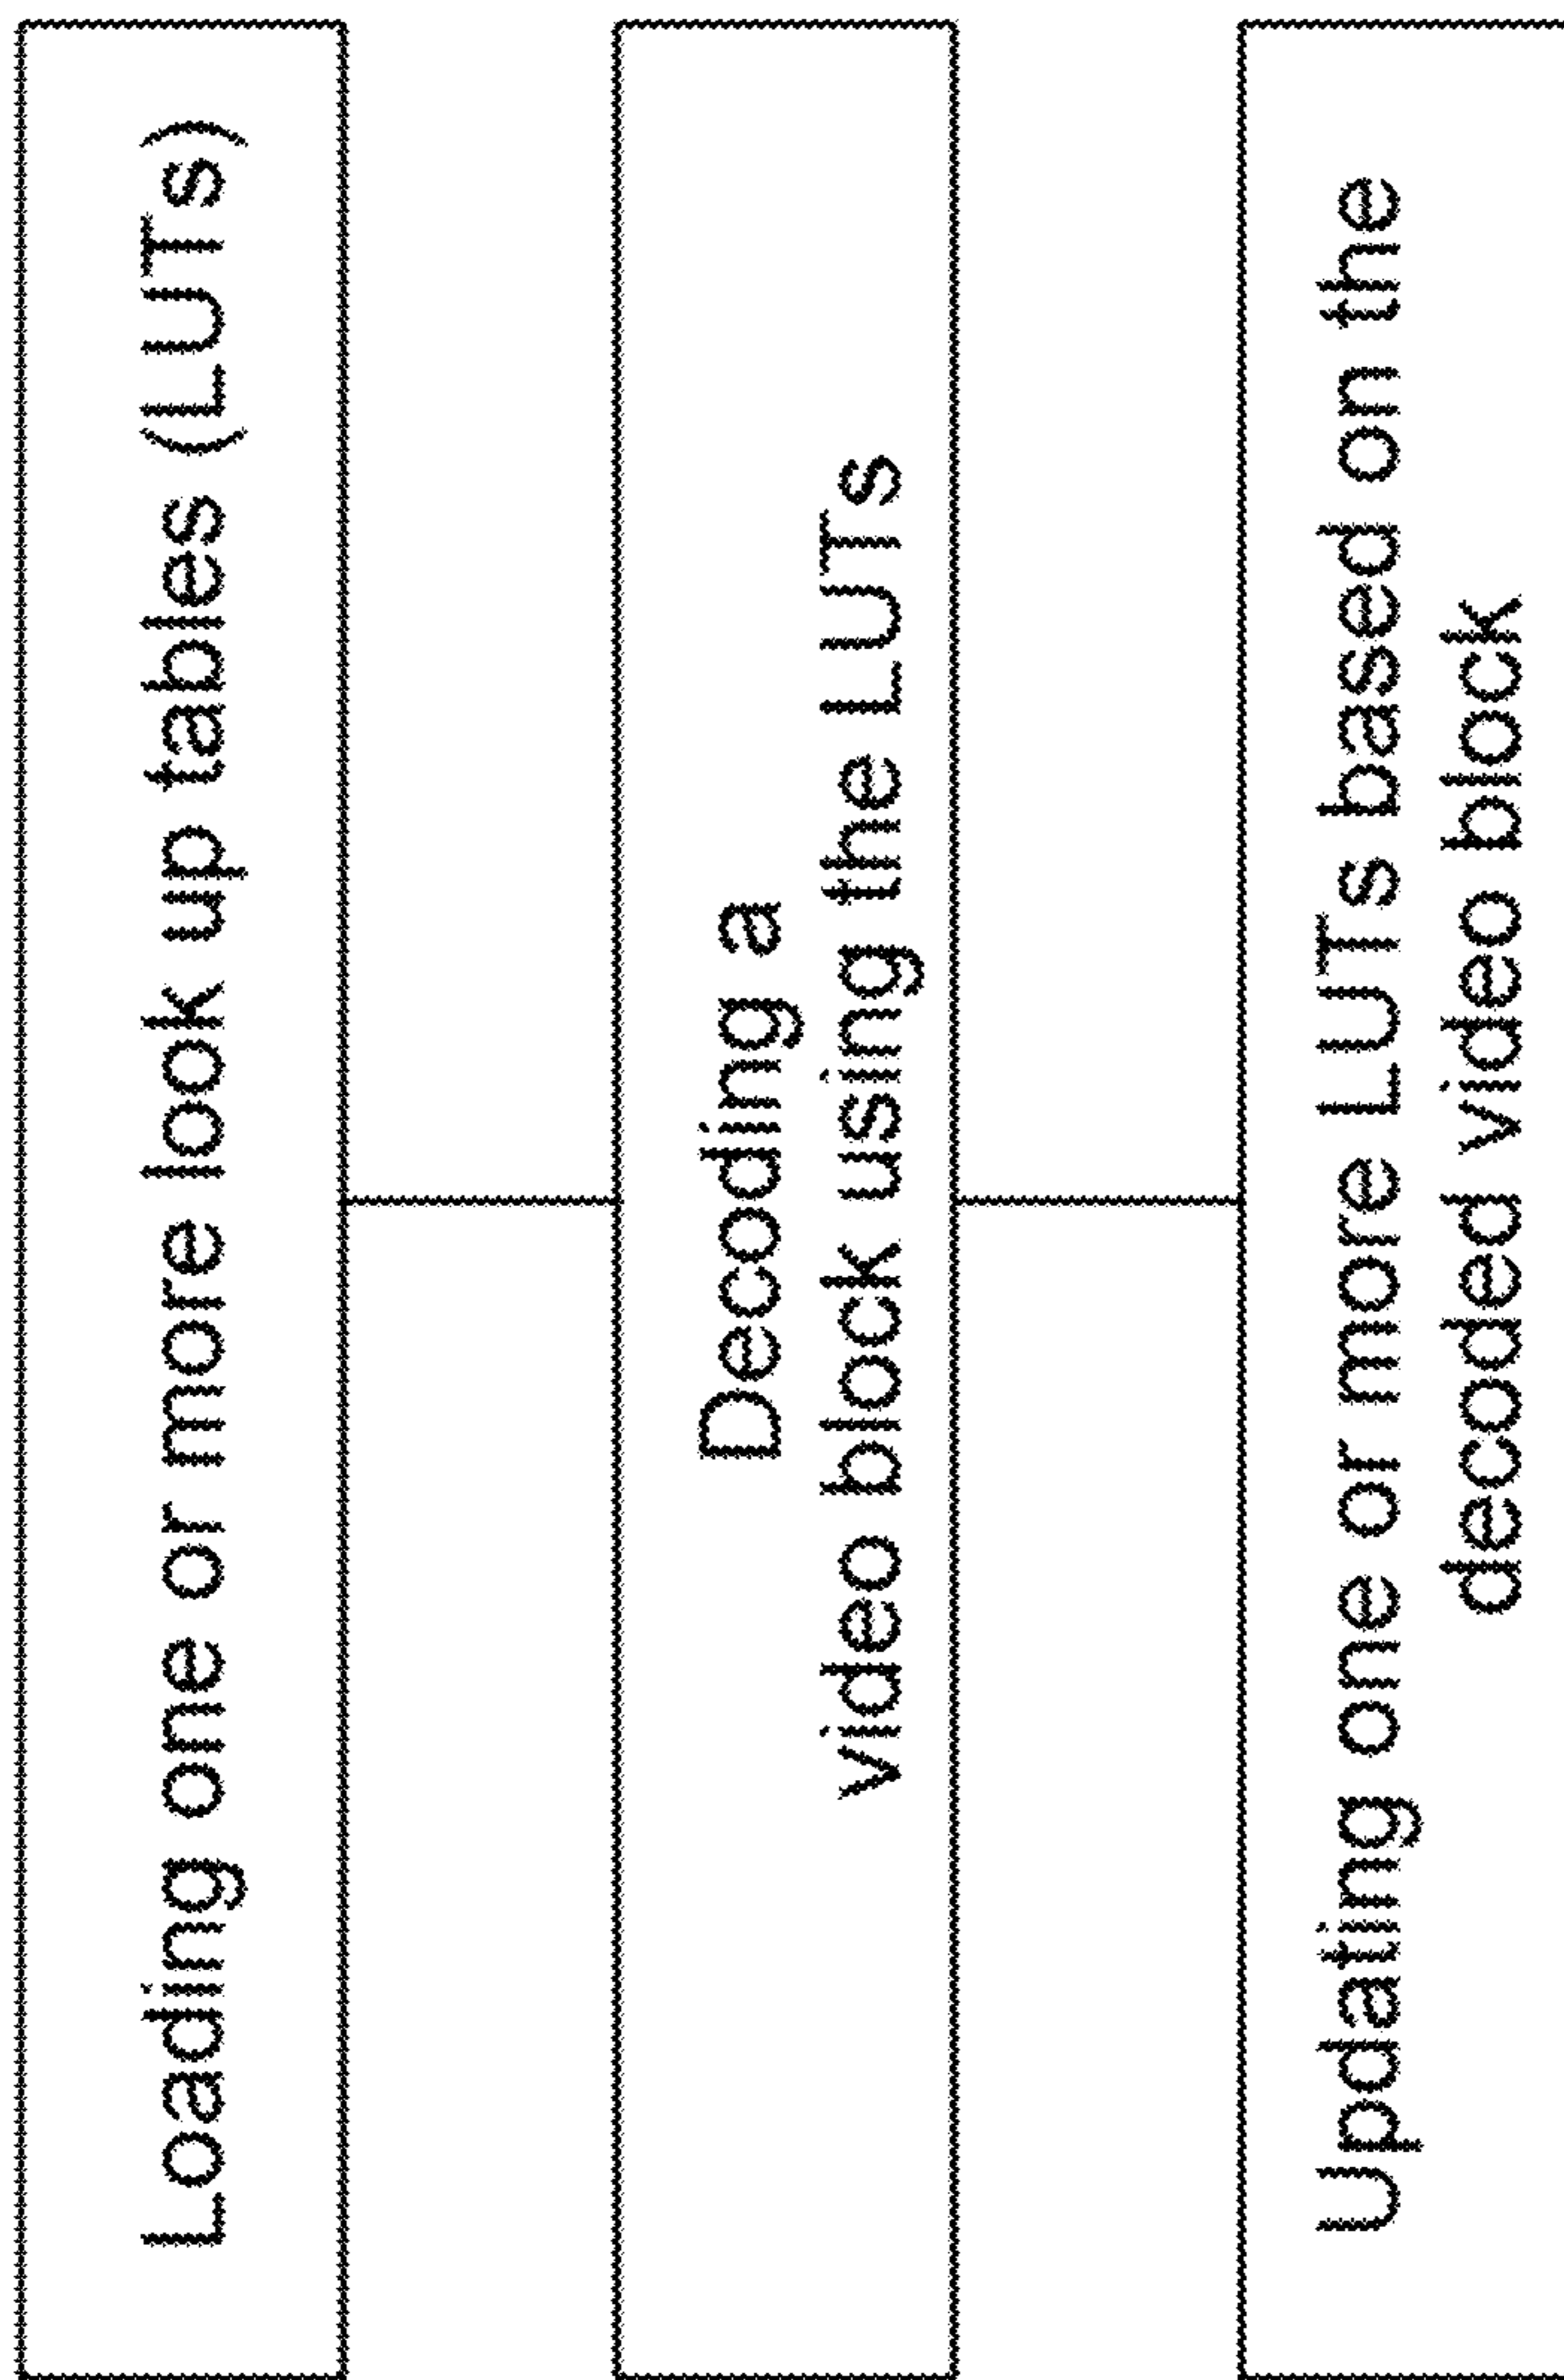 Loading one or more look up tables (LUTs)
Decoding a
video block using the LUTs
Updating one or more LUTs based on the
decoded video block